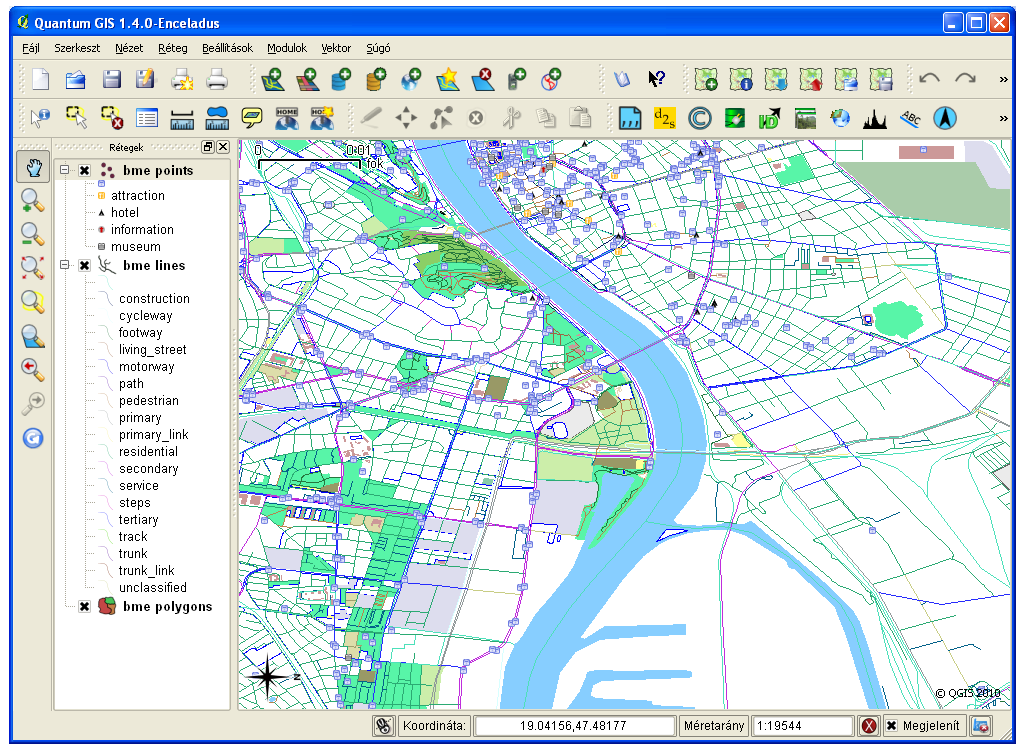 Quantum GIS 1.4.0-Enceladus
Fájl Szerkeszt Nézet Réteg Beállítások Modulok Vektor Súgó
HOME
ABC
Rétegek
bme points
attraction
hotel
information
museum
bme lines
construction
cycleway
footway
living_street
motorway
path
pedestrian
primary
primary_link
residential
secondary
service
steps
tertiary
track
trunk
trunk_link
unclassified
bme polygons
0 0.01
fok
N
© QGIS 2010
Koordináta: 19.04156,47.48177 Méretarány 1:19544 Megjelenít